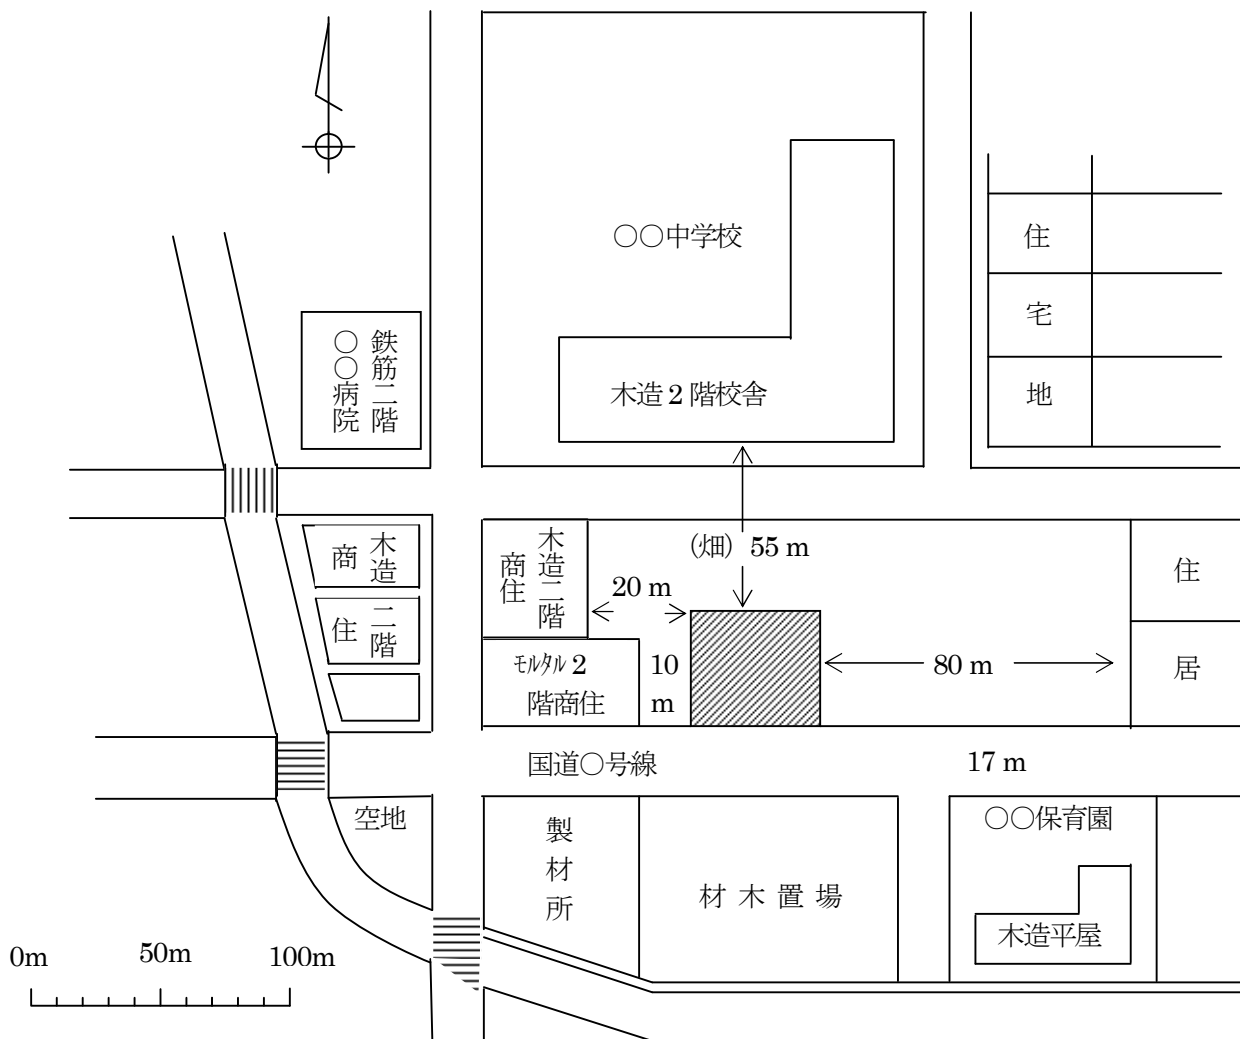 ○○中学校
木造2階校舎
住
宅
地
鉄筋二階
○○病院
木造
商
二階
住
木造二階
商住
(畑) 55 m
20 m
モルタル2
階商住
10
m
80 m
住
居
国道○号線
17 m
空地
製
材
所
材木置場
○○保育園
木造平屋
0m
50m
100m